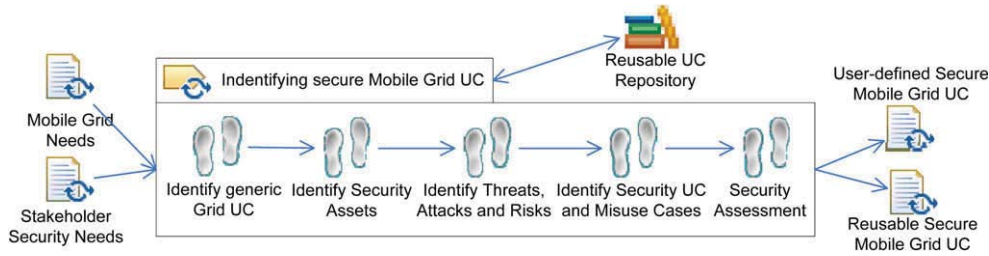 Indentifying secure Mobile Grid UC
Reusable UC
Repository
Mobile Grid
Needs
Stakeholder
Security Needs
Identify generic
Grid UC
Identify Security
Assets
Identify Threats,
Attacks and Risks
Identify Security UC
and Misuse Cases
Security
Assessment
User-defined Secure
Mobile Grid UC
Reusable Secure
Mobile Grid UC